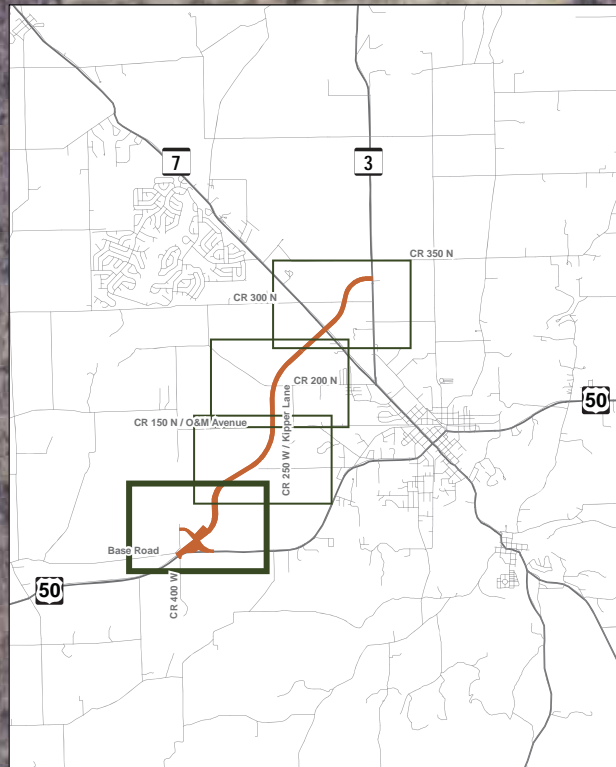 7
3
CR 350 N
CR 300 N
CR 200 N
50
CR 150 N / O&M Avenue
CR 250 W / Kipper Lane
Base Road
50
CR 400 W